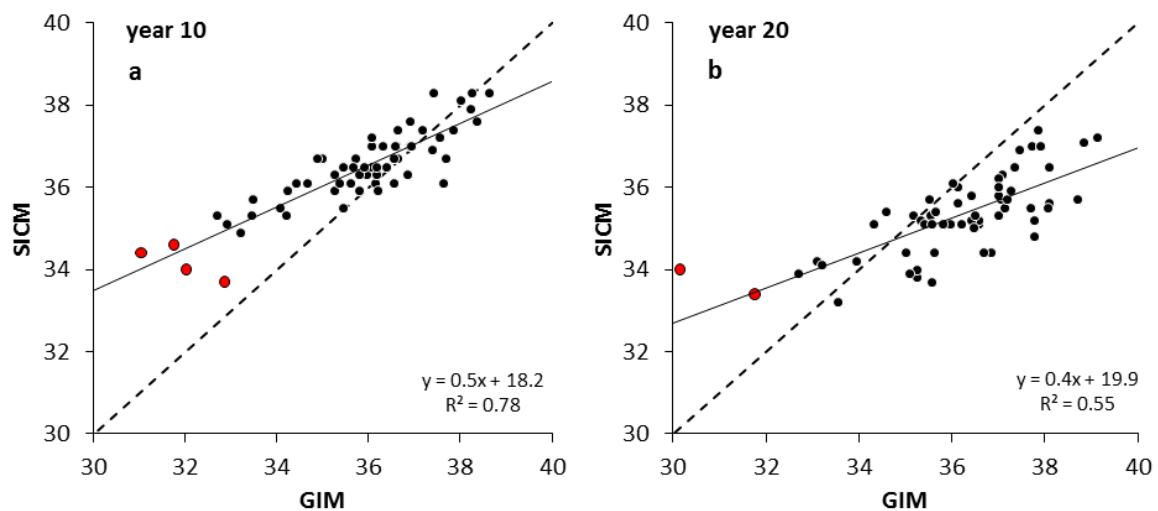 year 10
a
SICM
40
38
36
34
32
30
30 32 34 36 38 40
GIM
y = 0.5x + 18.2
R² = 0.78
year 20
b
SICM
40
38
36
34
32
30
30 32 34 36 38 40
GIM
y = 0.4x + 19.9
R² = 0.55